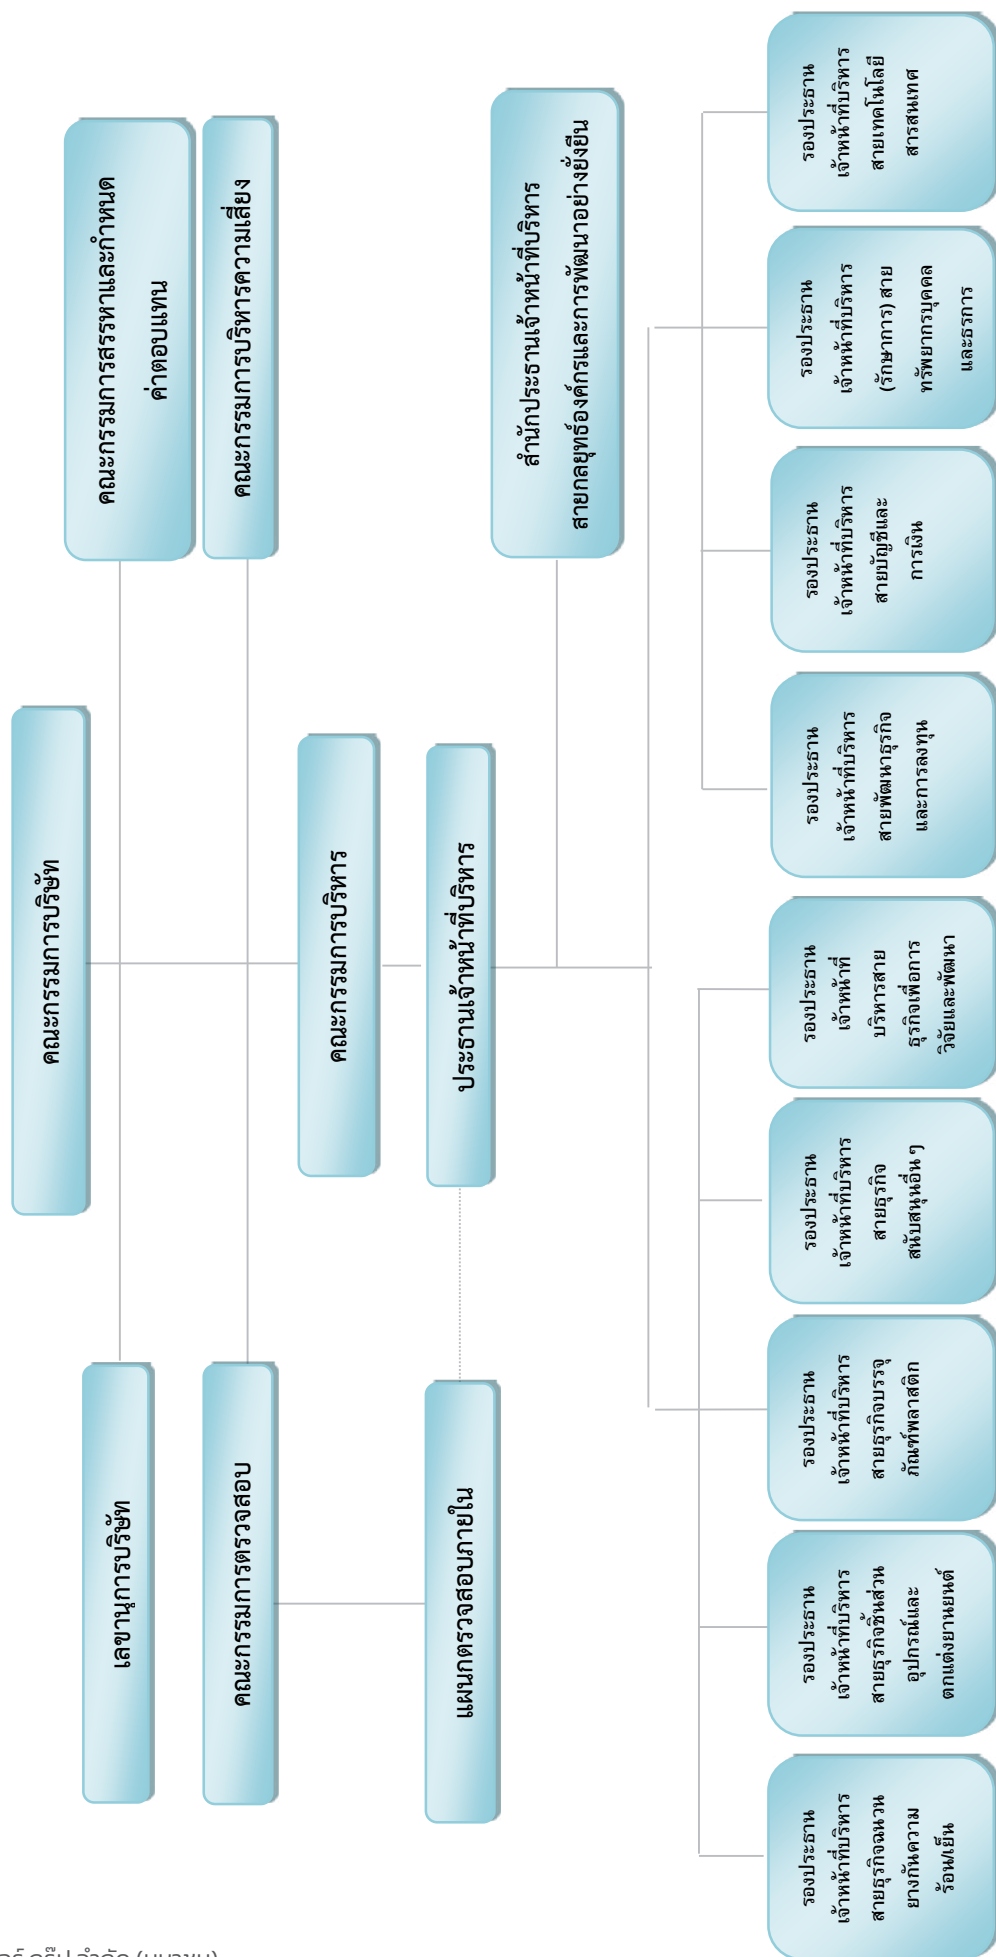 คณะกรรมการบริษัท
เลขานุการบริษัท
คณะกรรมการสรรหาและกำหนด
ค่าตอบแทน
คณะกรรมการตรวจสอบ
คณะกรรมการบริหารความเสี่ยง
คณะกรรมการบริหาร
แผนกตรวจสอบภายใน
ประธานเจ้าหน้าที่บริหาร
สำนักประธานเจ้าหน้าที่บริหาร
สายกลยุทธ์องค์กรและการพัฒนาอย่างยั่งยืน
รองประธาน
เจ้าหน้าที่บริหาร
สายธุรกิจฉนวน
ยางกันความ
ร้อน/เย็น
รองประธาน
เจ้าหน้าที่บริหาร
สายธุรกิจชิ้นส่วน
อุปกรณ์และ
ตกแต่งยานยนต์
รองประธาน
เจ้าหน้าที่บริหาร
สายธุรกิจบรรจุ
ภัณฑ์พลาสติก
รองประธาน
เจ้าหน้าที่บริหาร
สายธุรกิจ
สนับสนุนอื่น ๆ
รองประธาน
เจ้าหน้าที่
บริหารสาย
ธุรกิจเพื่อการ
วิจัยและพัฒนา
รองประธาน
เจ้าหน้าที่บริหาร
สายพัฒนาธุรกิจ
และการลงทุน
รองประธาน
เจ้าหน้าที่บริหาร
สายบัญชีและ
การเงิน
รองประธาน
เจ้าหน้าที่บริหาร
(รักษาการ) สาย
ทรัพยากรบุคคล
และธุรการ
รองประธาน
เจ้าหน้าที่บริหาร
สายเทคโนโลยี
สารสนเทศ